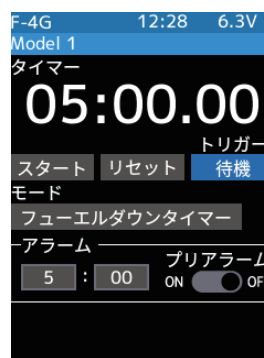 F-4G 12:28 6.3V
Model 1
タイマー
05:00.00
トリガー
スタート リセット 待機
モード
フューエルダウンタイマー
アラーム
プリアラーム
5 : 00 ON OF